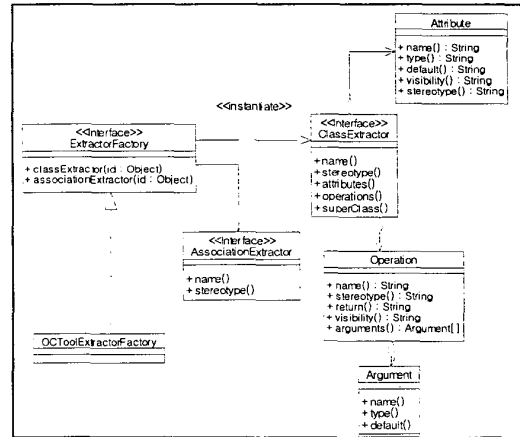 Attribute
+ name() : String
+ type() : String
+ default() : String
+ visibility() : String
+ stereotype() : String
<<instantiate>>
<<Interface>>
ExtractorFactory
+ classExtractor(id : Object)
+ associationExtractor(id : Object)
<<Interface>>
ClassExtractor
+ name()
+ stereotype()
+ attributes()
+ operations()
+ superClass()
<<Interface>>
AssociationExtractor
+ name()
+ stereotype()
Operation
+ name() : String
+ stereotype() : String
+ return() : String
+ visibility() : String
+ arguments() : Argument[]
OCToolExtractorFactory
Argument
+ name()
+ type()
+ default()